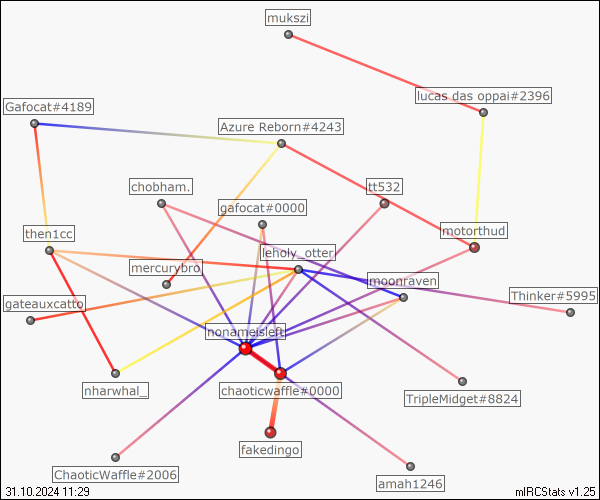 mukszi
lucas das oppai#2396
Gafocat#4189
Azure Reborn#4243
chobham.
tt532
gafocat#0000
then1cc
motorthud
leholy_otter
mercurybro
moonraven
Thinker#5995
gateauxcatto
nonameisleft
nharwhal_
chaoticwaffle#0000
TripleMidget#8824
fakedingo
ChaoticWaffle#2006
amah1246
31.10.2024 11:29
mIRCStats v1.25